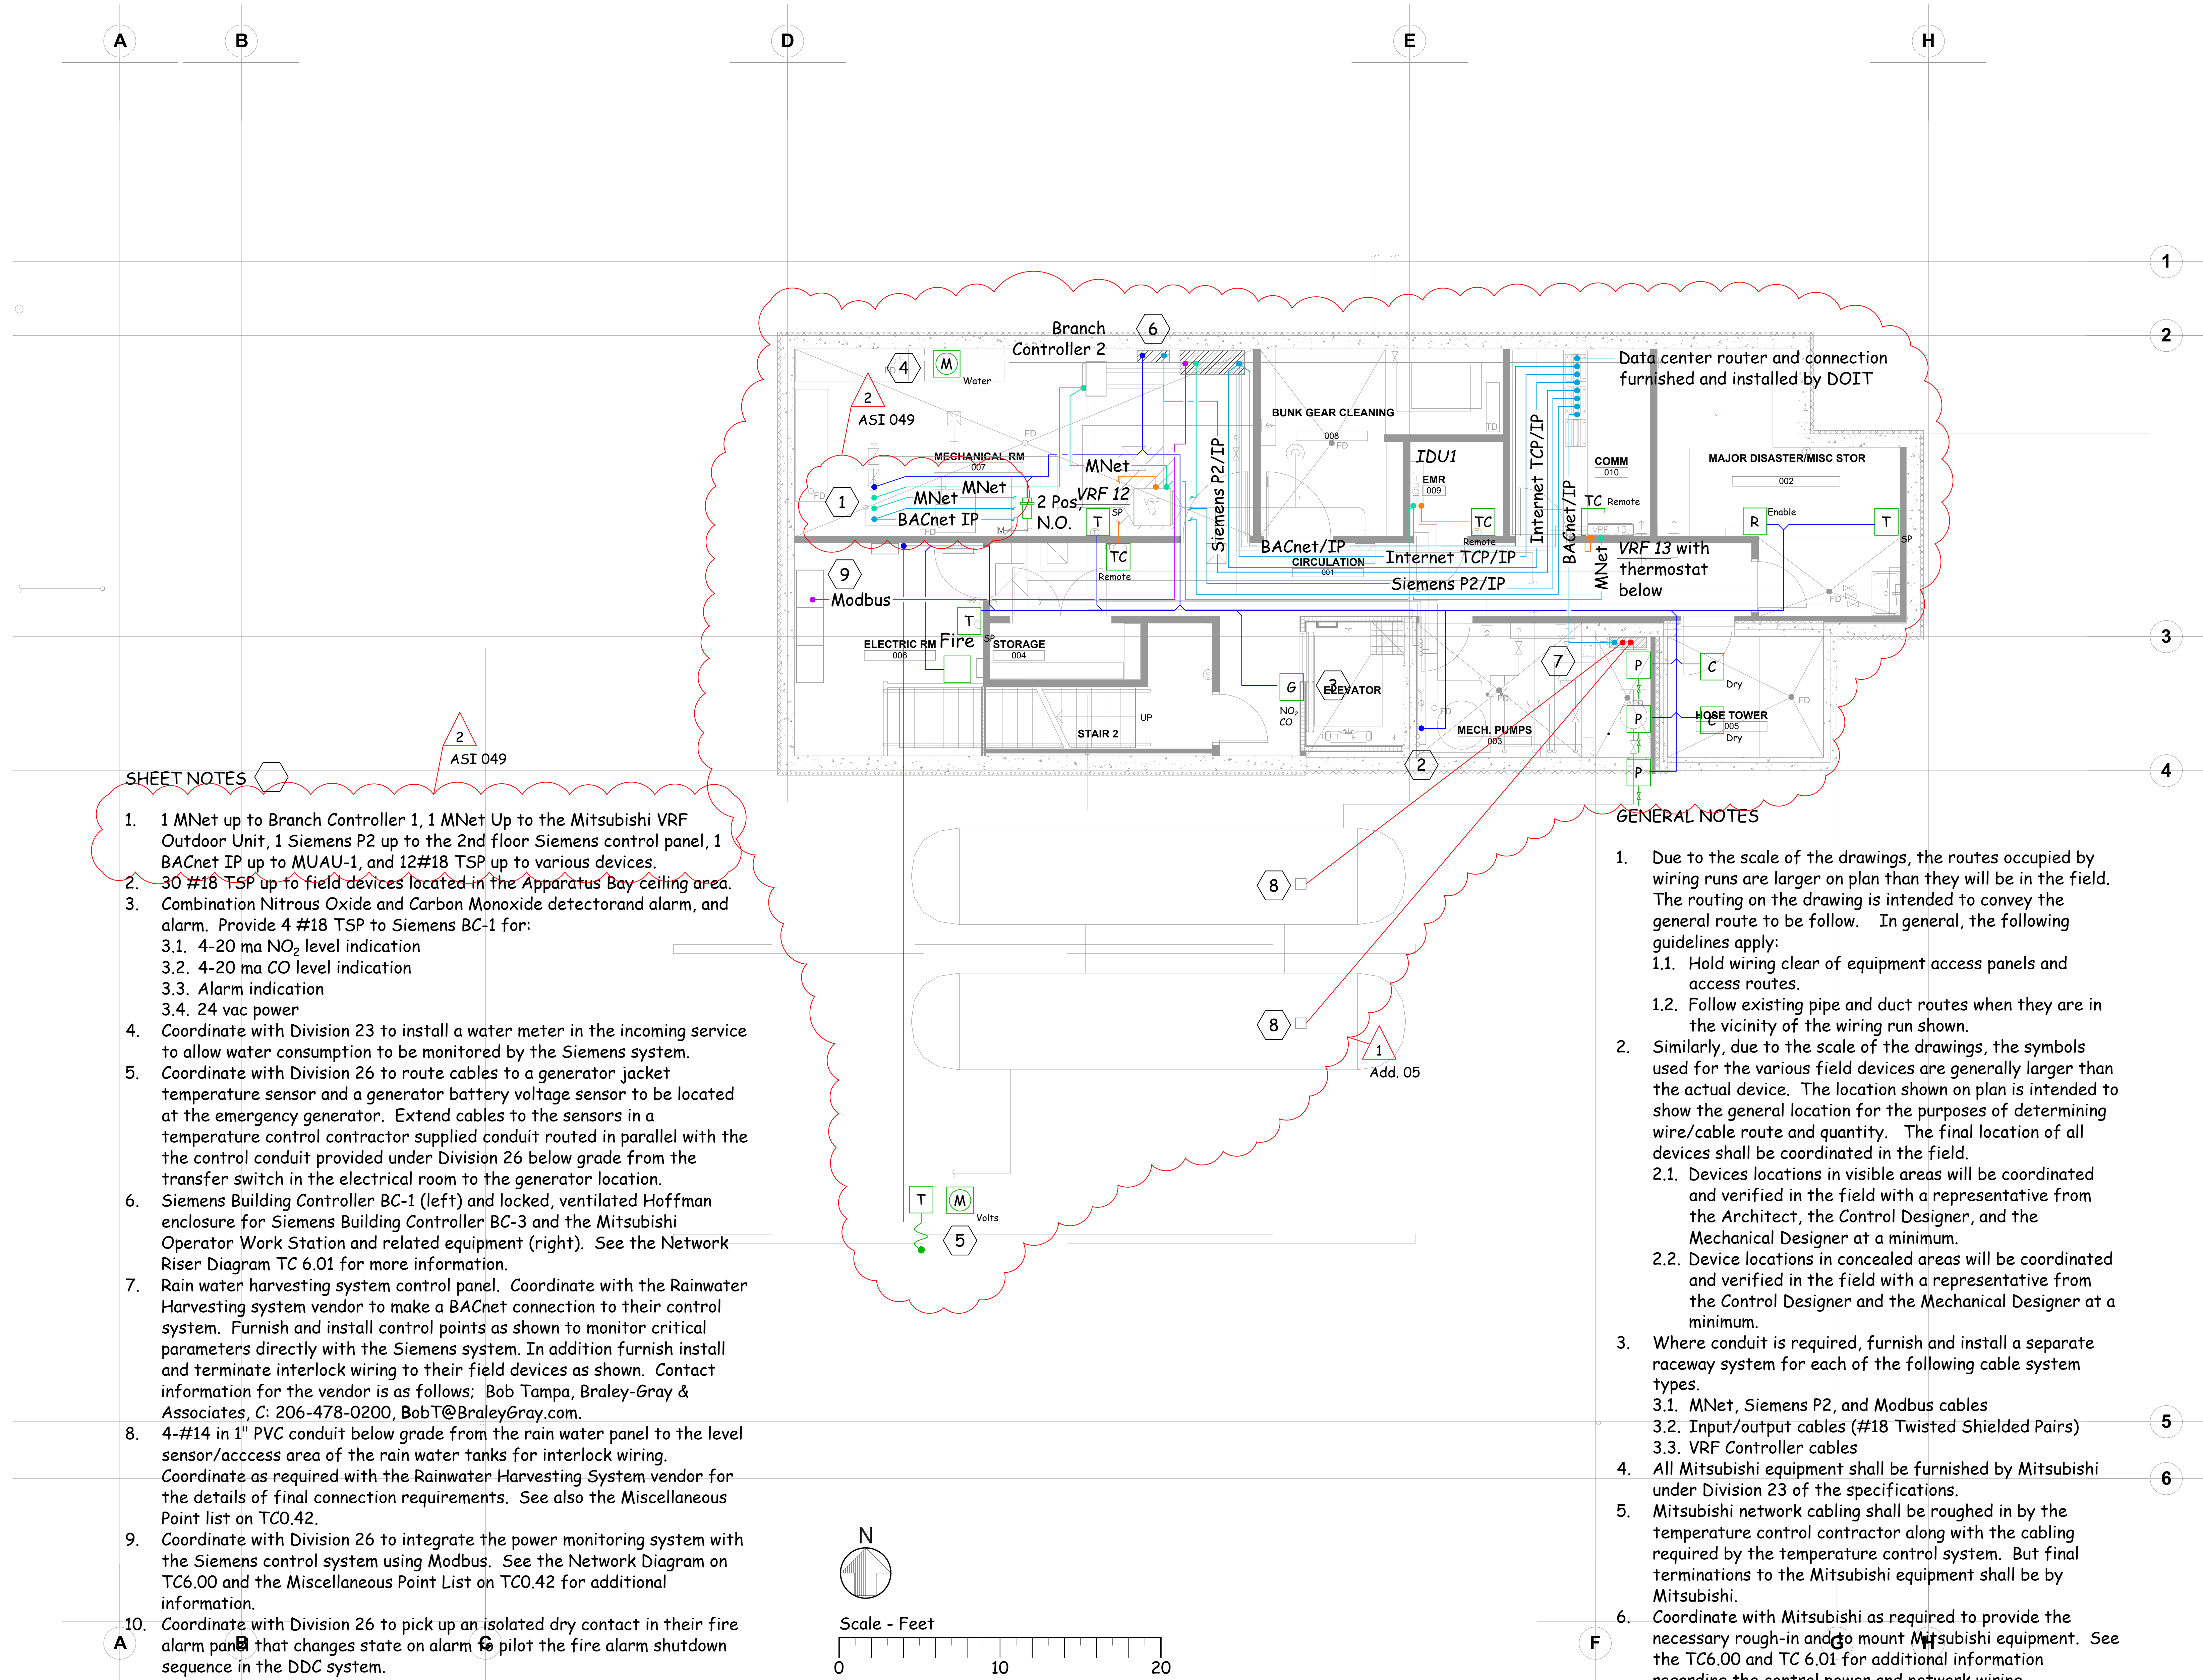 A
B
D
E
H
1
2
Branch
Controller 2
6
4
M
Water
FD
2
ASI 049
Data center router and connection
furnished and installed by DOIT
BUNK GEAR CLEANING
008
FD
FD
TD
MECHANICAL RM
007
MNet
IDU1
EMR
009
COMM
010
MAJOR DISASTER/MISC STOR
002
Siemens P2/IP
Internet TCP/IP
BACnet/IP
FD
1
MNet
MNet
BACnet IP
FD
M
2 Pos,
N.O.
VRF 12
T
SP
VRF
12
TC
Remote
TC
Remote
TC
Remote
VRF-13
R
Enable
T
SP
BACnet/IP
Internet TCP/IP
CIRCULATION
001
Siemens P2/IP
MNet
VRF 13 with
thermostat
below
9
Modbus
FD
T
SP
Fire
ELECTRIC RM
006
STORAGE
004
3
7
P
C
Dry
G
NO2
CO
3
ELEVATOR
FD
FD
P
C
Dry
HOSE TOWER
005
FD
UP
STAIR 2
MECH. PUMPS
003
2
P
4
2
ASI 049
SHEET NOTES
1. 1 MNet up to Branch Controller 1, 1 MNet Up to the Mitsubishi VRF
Outdoor Unit, 1 Siemens P2 up to the 2nd floor Siemens control panel, 1
BACnet IP up to MUAU-1, and 12#18 TSP up to various devices.
2. 30 #18 TSP up to field devices located in the Apparatus Bay ceiling area.
3. Combination Nitrous Oxide and Carbon Monoxide detectorand alarm, and
alarm. Provide 4 #18 TSP to Siemens BC-1 for:
3.1. 4-20 ma NO2 level indication
3.2. 4-20 ma CO level indication
3.3. Alarm indication
3.4. 24 vac power
4. Coordinate with Division 23 to install a water meter in the incoming service
to allow water consumption to be monitored by the Siemens system.
5. Coordinate with Division 26 to route cables to a generator jacket
temperature sensor and a generator battery voltage sensor to be located
at the emergency generator. Extend cables to the sensors in a
temperature control contractor supplied conduit routed in parallel with the
the control conduit provided under Division 26 below grade from the
transfer switch in the electrical room to the generator location.
6. Siemens Building Controller BC-1 (left) and locked, ventilated Hoffman
enclosure for Siemens Building Controller BC-3 and the Mitsubishi
Operator Work Station and related equipment (right). See the Network
Riser Diagram TC 6.01 for more information.
7. Rain water harvesting system control panel. Coordinate with the Rainwater
Harvesting system vendor to make a BACnet connection to their control
system. Furnish and install control points as shown to monitor critical
parameters directly with the Siemens system. In addition furnish install
and terminate interlock wiring to their field devices as shown. Contact
information for the vendor is as follows; Bob Tampa, Braley-Gray &
Associates, C: 206-478-0200, BobT@BraleyGray.com.
8. 4-#14 in 1" PVC conduit below grade from the rain water panel to the level
sensor/acccess area of the rain water tanks for interlock wiring.
Coordinate as required with the Rainwater Harvesting System vendor for
the details of final connection requirements. See also the Miscellaneous
Point list on TC0.42.
9. Coordinate with Division 26 to integrate the power monitoring system with
the Siemens control system using Modbus. See the Network Diagram on
TC6.00 and the Miscellaneous Point List on TC0.42 for additional
information.
10. Coordinate with Division 26 to pick up an isolated dry contact in their fire
alarm panel that changes state on alarm to pilot the fire alarm shutdown
sequence in the DDC system.
8
8
1
Add. 05
T
M
Volts
5
N
Scale - Feet
0
10
20
GENERAL NOTES
1. Due to the scale of the drawings, the routes occupied by
wiring runs are larger on plan than they will be in the field.
The routing on the drawing is intended to convey the
general route to be follow. In general, the following
guidelines apply:
1.1. Hold wiring clear of equipment access panels and
access routes.
1.2. Follow existing pipe and duct routes when they are in
the vicinity of the wiring run shown.
2. Similarly, due to the scale of the drawings, the symbols
used for the various field devices are generally larger than
the actual device. The location shown on plan is intended to
show the general location for the purposes of determining
wire/cable route and quantity. The final location of all
devices shall be coordinated in the field.
2.1. Devices locations in visible areas will be coordinated
and verified in the field with a representative from
the Architect, the Control Designer, and the
Mechanical Designer at a minimum.
2.2. Device locations in concealed areas will be coordinated
and verified in the field with a representative from
the Control Designer and the Mechanical Designer at a
minimum.
3. Where conduit is required, furnish and install a separate
raceway system for each of the following cable system
types.
3.1. MNet, Siemens P2, and Modbus cables
3.2. Input/output cables (#18 Twisted Shielded Pairs)
3.3. VRF Controller cables
4. All Mitsubishi equipment shall be furnished by Mitsubishi
under Division 23 of the specifications.
5. Mitsubishi network cabling shall be roughed in by the
temperature control contractor along with the cabling
required by the temperature control system. But final
terminations to the Mitsubishi equipment shall be by
Mitsubishi.
6. Coordinate with Mitsubishi as required to provide the
necessary rough-in and to mount Mitsubishi equipment. See
the TC6.00 and TC 6.01 for additional information
regarding the control power and network wiring
5
6
A
B
C
F
G
H